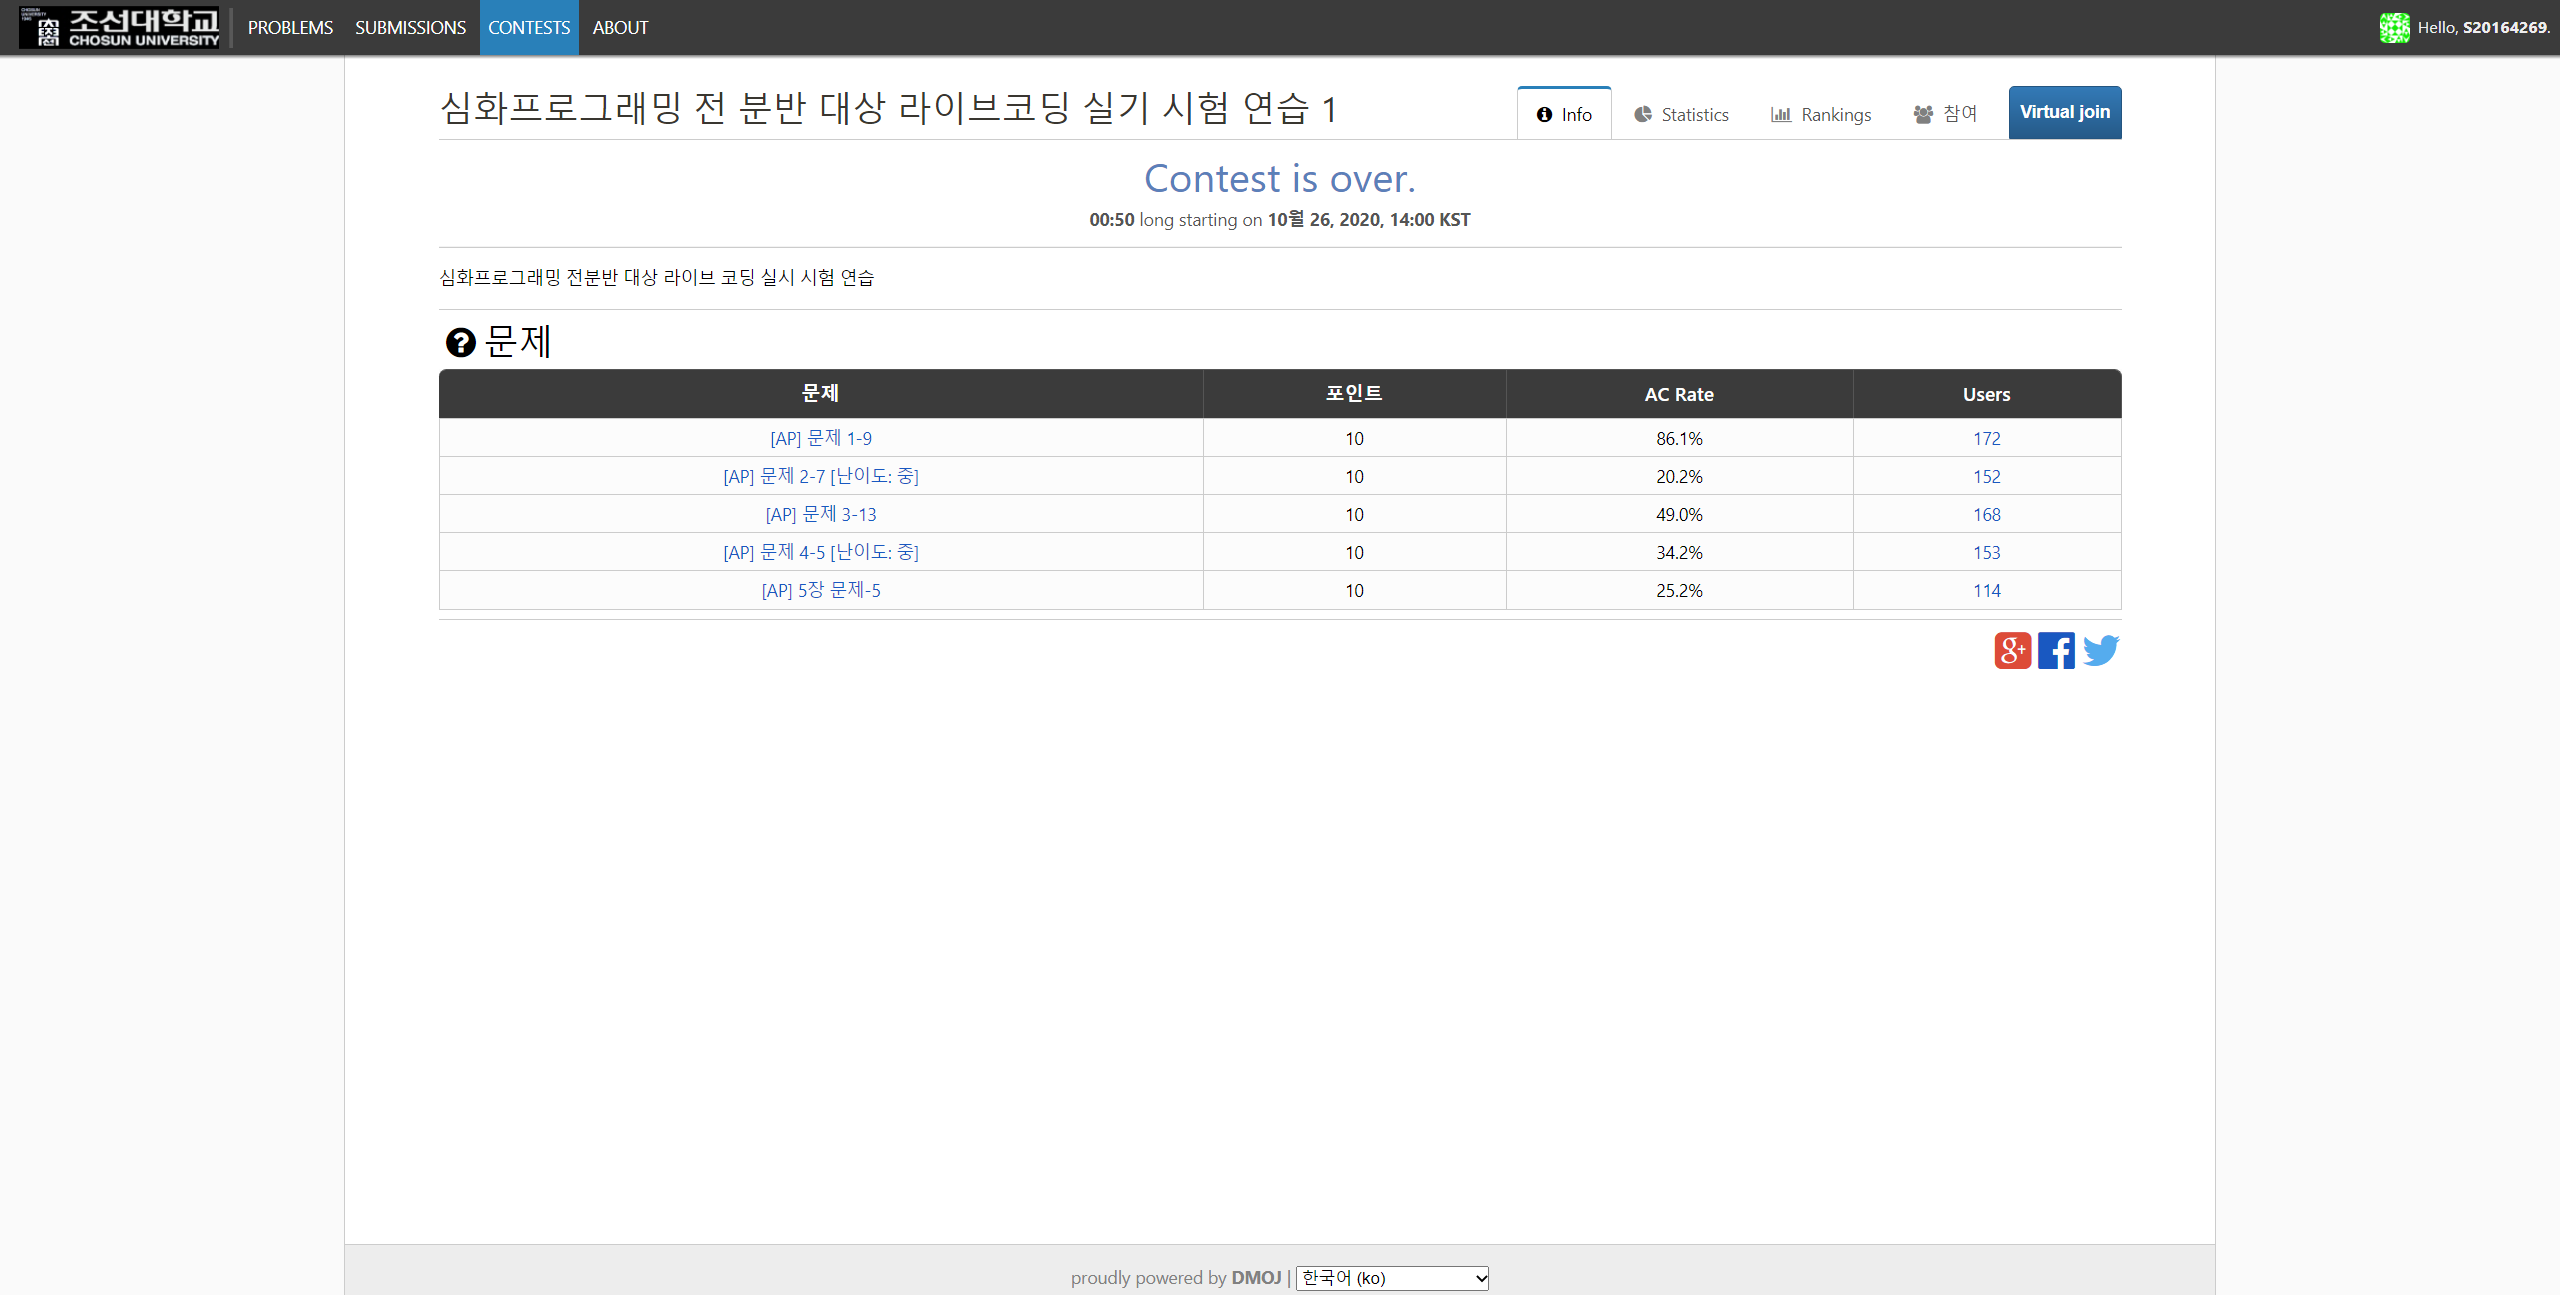 조선대학교
CHOSUN UNIVERSITY
PROBLEMS SUBMISSIONS CONTESTS ABOUT
Hello, S20164269.
심화프로그래밍 전 분반 대상 라이브코딩 실기 시험 연습 1
Info Statistics Rankings 참여 Virtual join
Contest is over.
00:50 long starting on 10월 26, 2020, 14:00 KST
심화프로그래밍 전분반 대상 라이브 코딩 실시 시험 연습
문제
문제 포인트 AC Rate Users
[AP] 문제 1-9 10 86.1% 172
[AP] 문제 2-7 [난이도: 중] 10 20.2% 152
[AP] 문제 3-13 10 49.0% 168
[AP] 문제 4-5 [난이도: 중] 10 34.2% 153
[AP] 5장 문제-5 10 25.2% 114
proudly powered by DMOJ | 한국어 (ko)